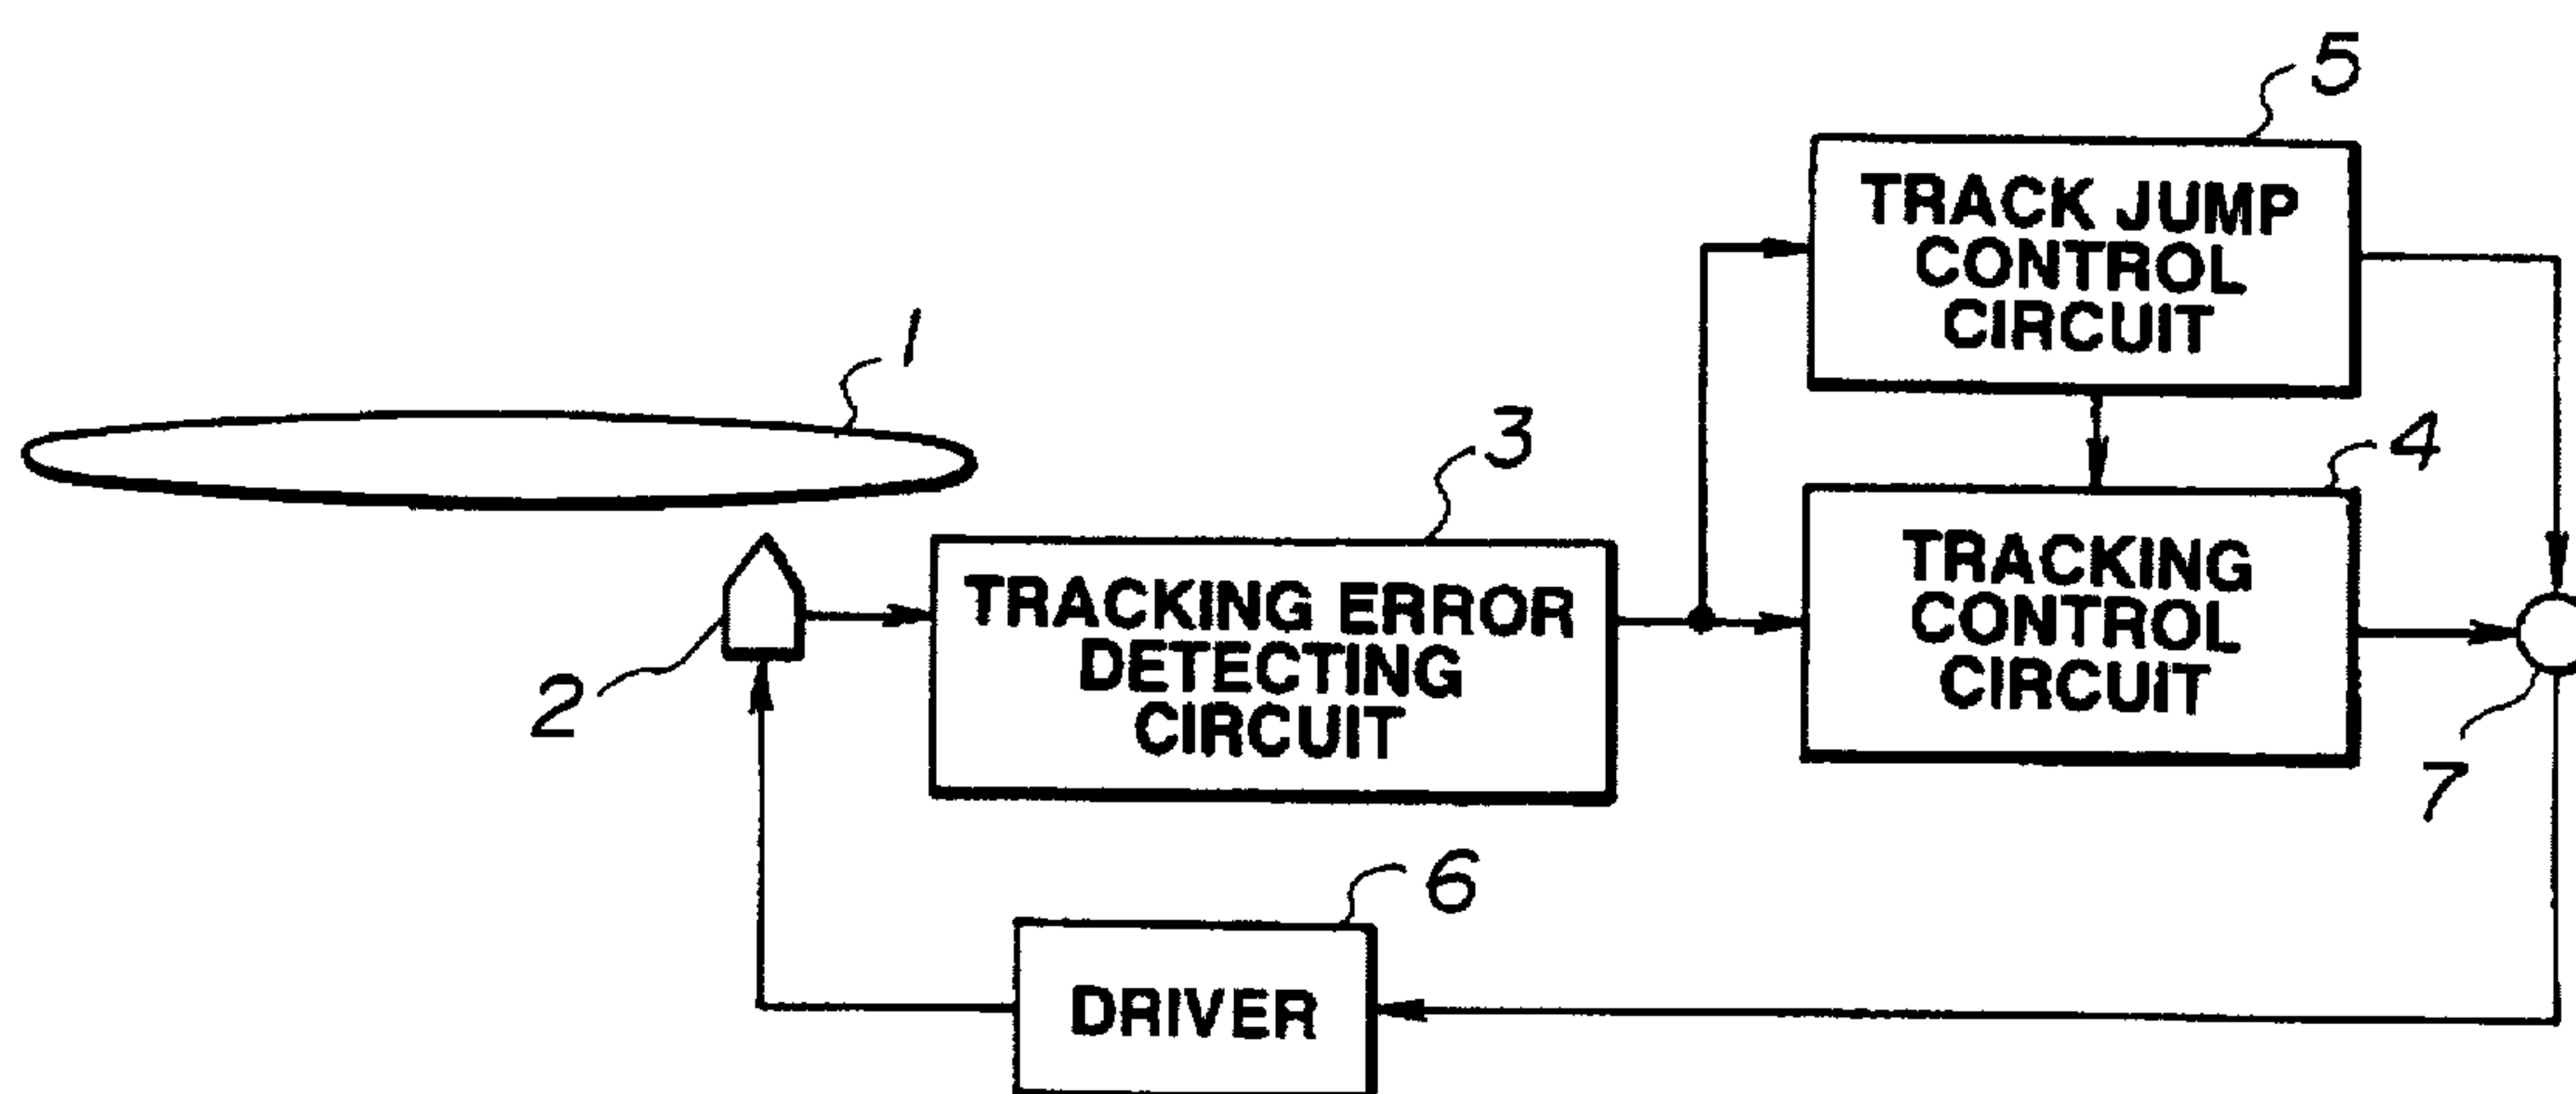 5
TRACK JUMP
CONTROL
CIRCUIT
1
3
4
TRACKING ERROR
DETECTING
CIRCUIT
TRACKING
CONTROL
CIRCUIT
2
7
6
DRIVER